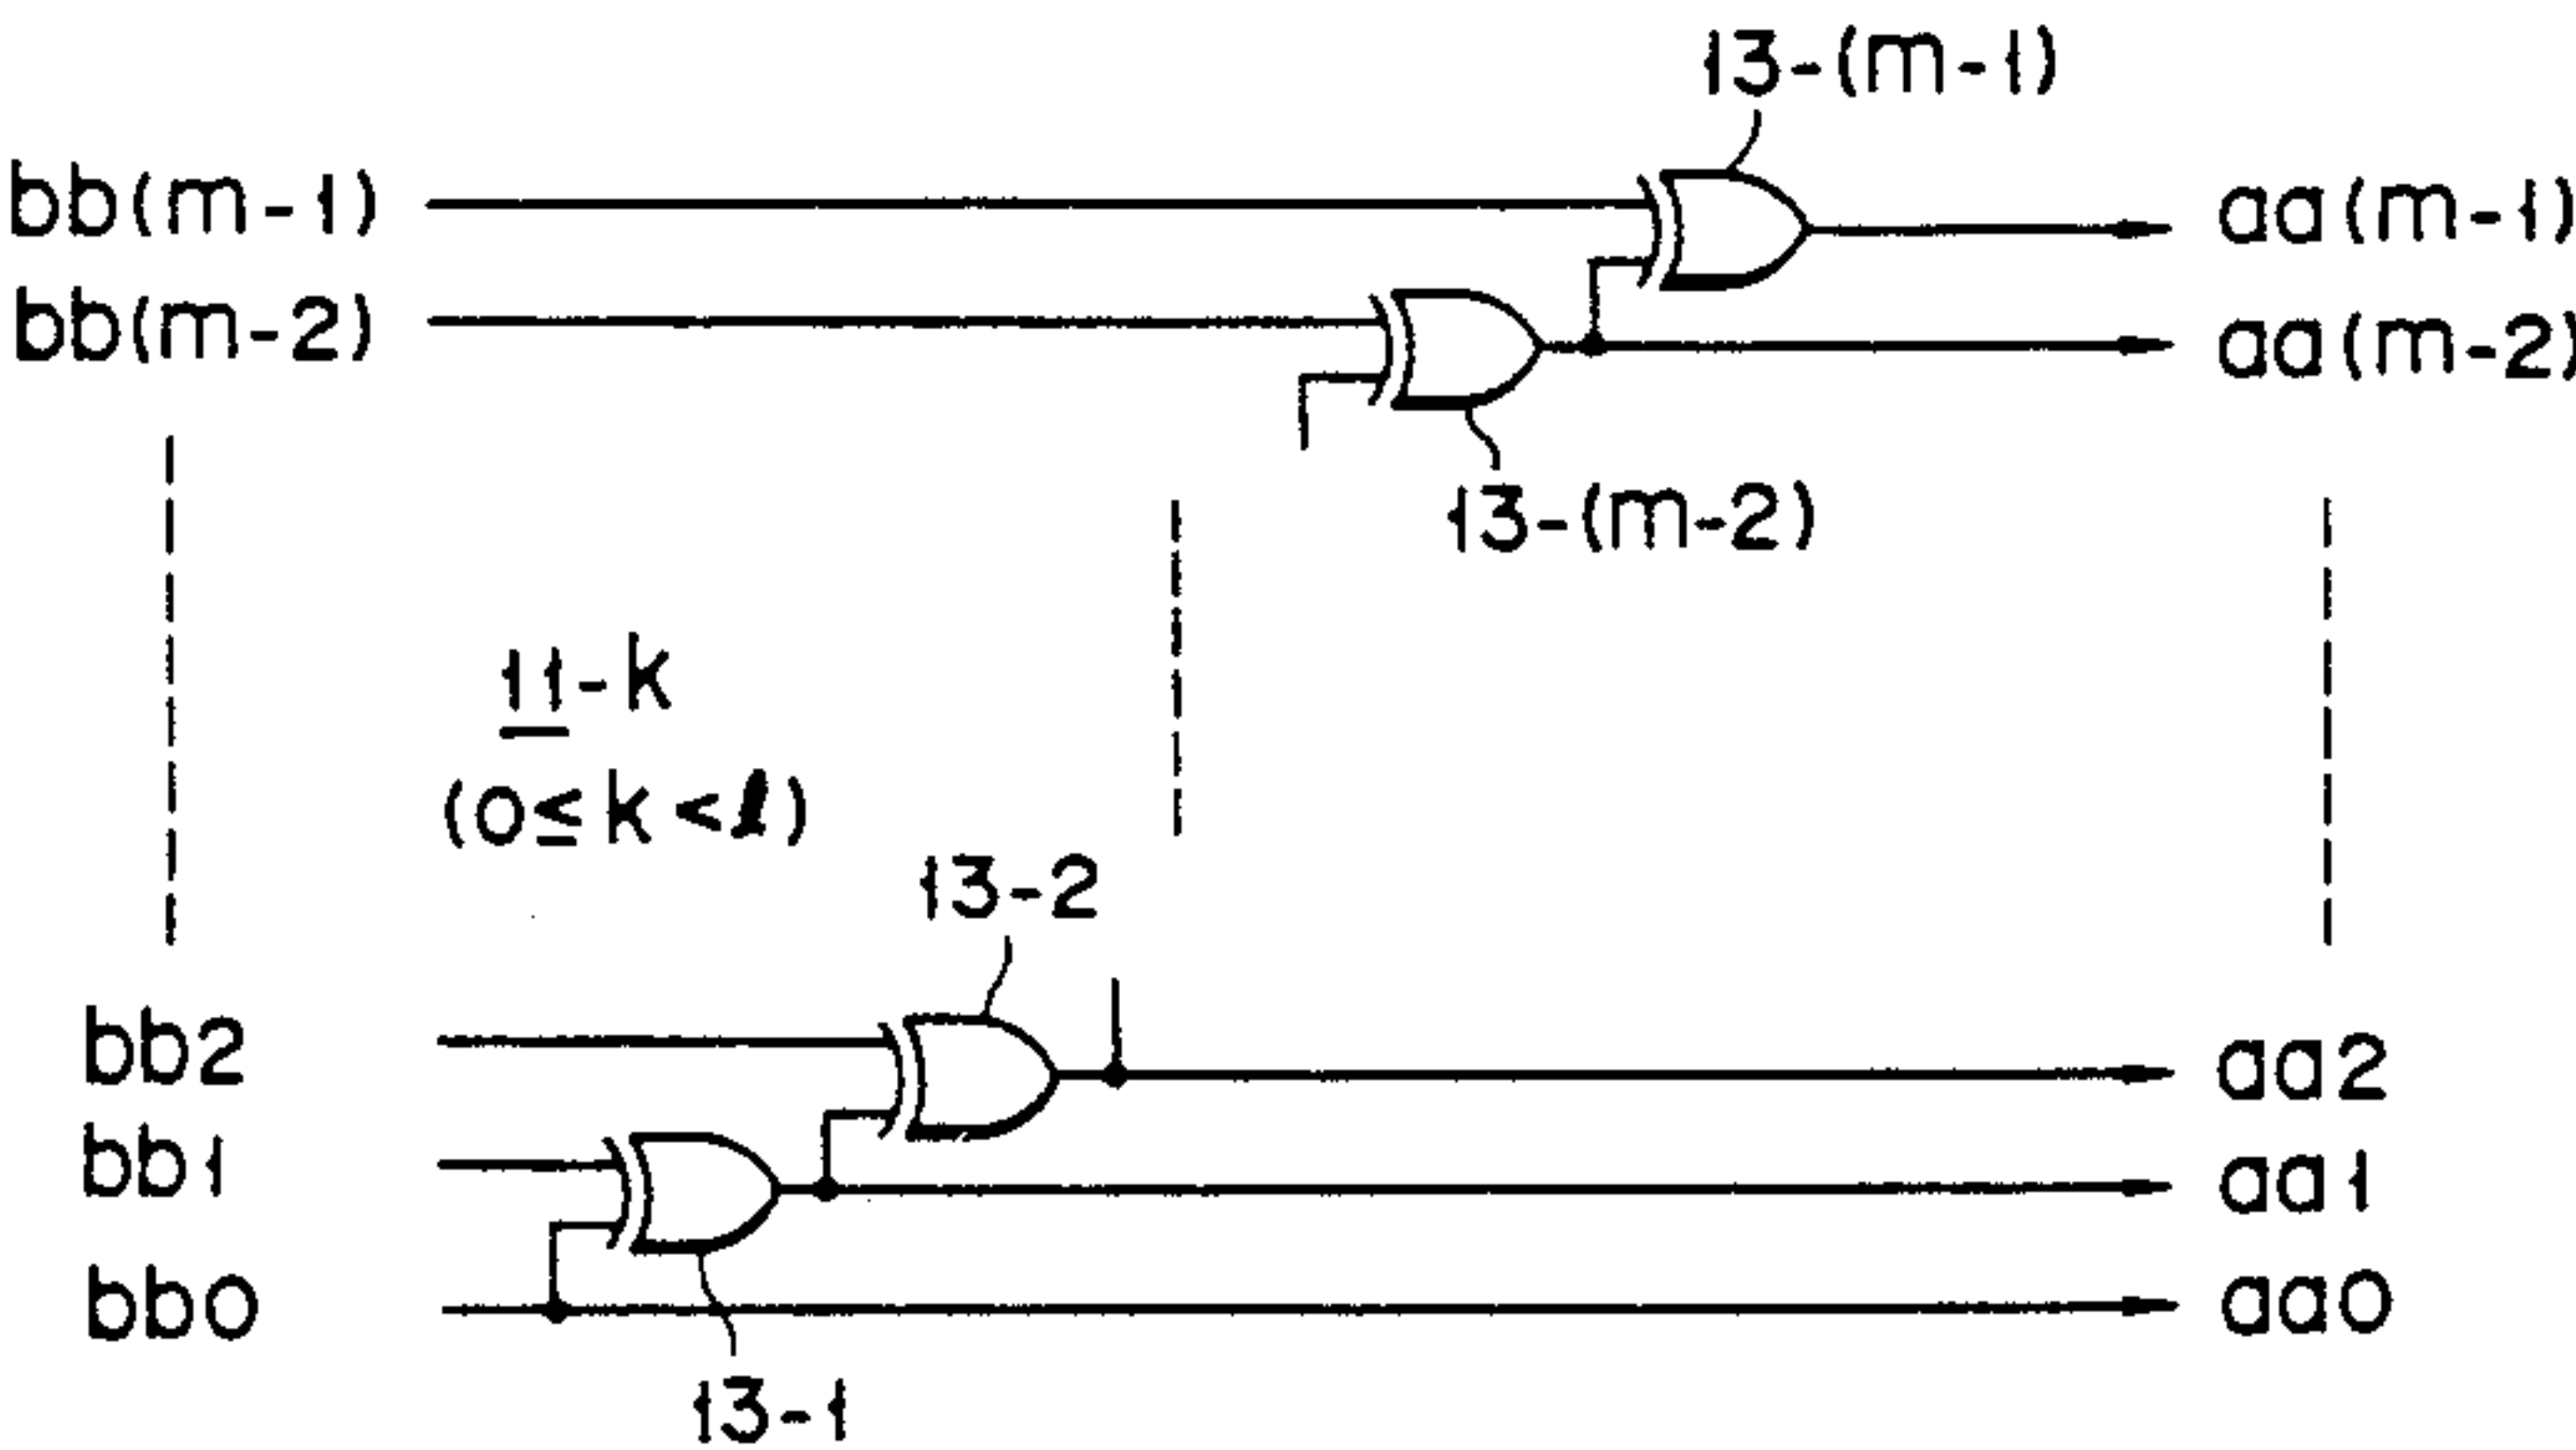 13-(m-1)
bb(m-1)
aa(m-1)
bb(m-2)
aa(m-2)
13-(m-2)
11-k
(0≤k<l)
13-2
bb2
aa2
bb1
aa1
bb0
aa0
13-1